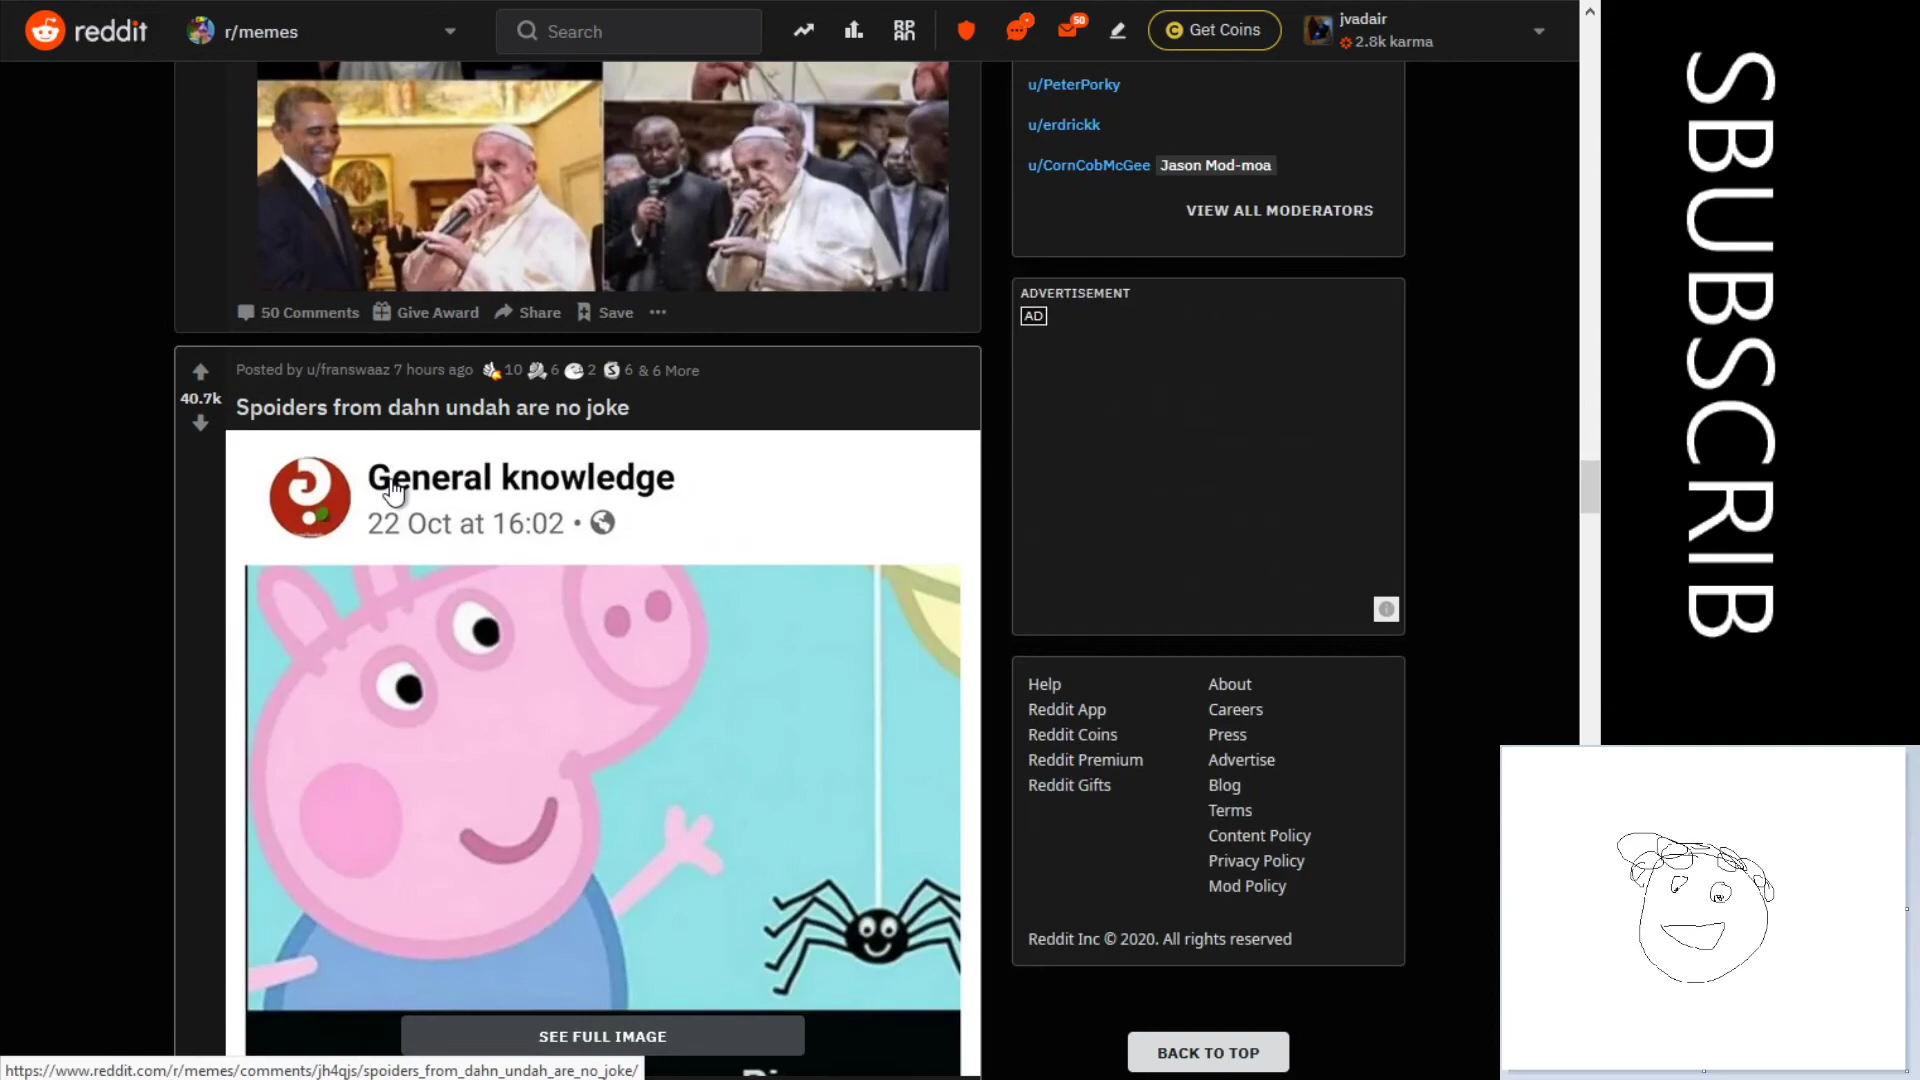 reddit
r/memes
Search
50
Get Coins
jvadair
2.8k karma
u/PeterPorky
u/erdrickk
u/CornCobMcGee Jason Mod-moa
VIEW ALL MODERATORS
50 Comments Give Award Share Save
ADVERTISEMENT
AD
Posted by u/franswaaz 7 hours ago 10 6 2 6 & 6 More
40.7k
Spoiders from dahn undah are no joke
General knowledge
22 Oct at 16:02 •
SEE FULL IMAGE
Help
Reddit App
Reddit Coins
Reddit Premium
Reddit Gifts
About
Careers
Press
Advertise
Blog
Terms
Content Policy
Privacy Policy
Mod Policy
Reddit Inc © 2020. All rights reserved
BACK TO TOP
https://www.reddit.com/r/memes/comments/jh4qjs/spoiders_from_dahn_undah_are_no_joke/
SBUBSCRIB